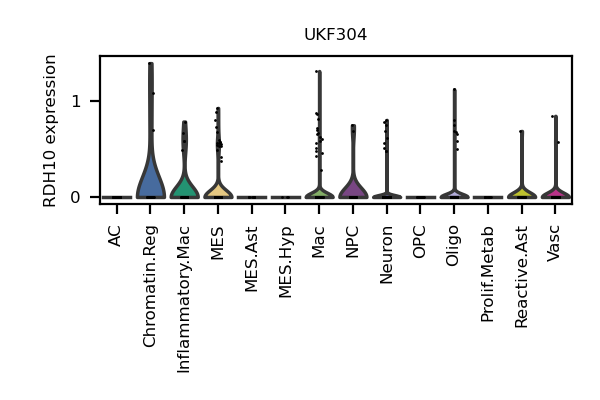 UKF304
RDH10 expression
1
0
AC
Chromatin.Reg
Inflammatory.Mac
MES
MES.Ast
MES.Hyp
Mac
NPC
Neuron
OPC
Oligo
Prolif.Metab
Reactive.Ast
Vasc